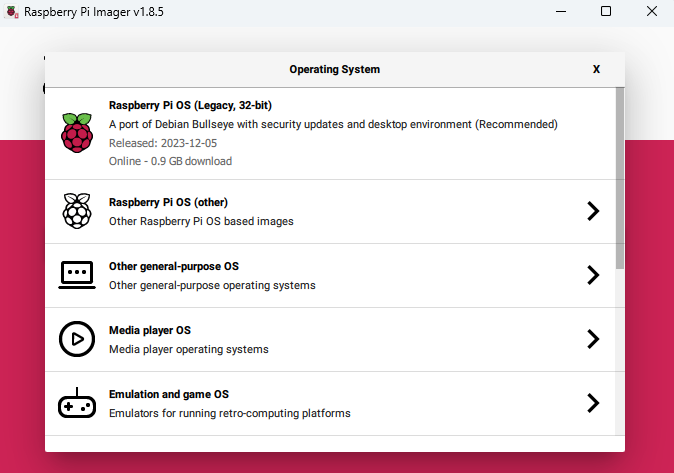 Raspberry Pi Imager v1.8.5
Operating System
X
Raspberry Pi OS (Legacy, 32-bit)
A port of Debian Bullseye with security updates and desktop environment (Recommended)
Released: 2023-12-05
Online - 0.9 GB download
Raspberry Pi OS (other)
Other Raspberry Pi OS based images
Other general-purpose OS
Other general-purpose operating systems
Media player OS
Media player operating systems
Emulation and game OS
Emulators for running retro-computing platforms